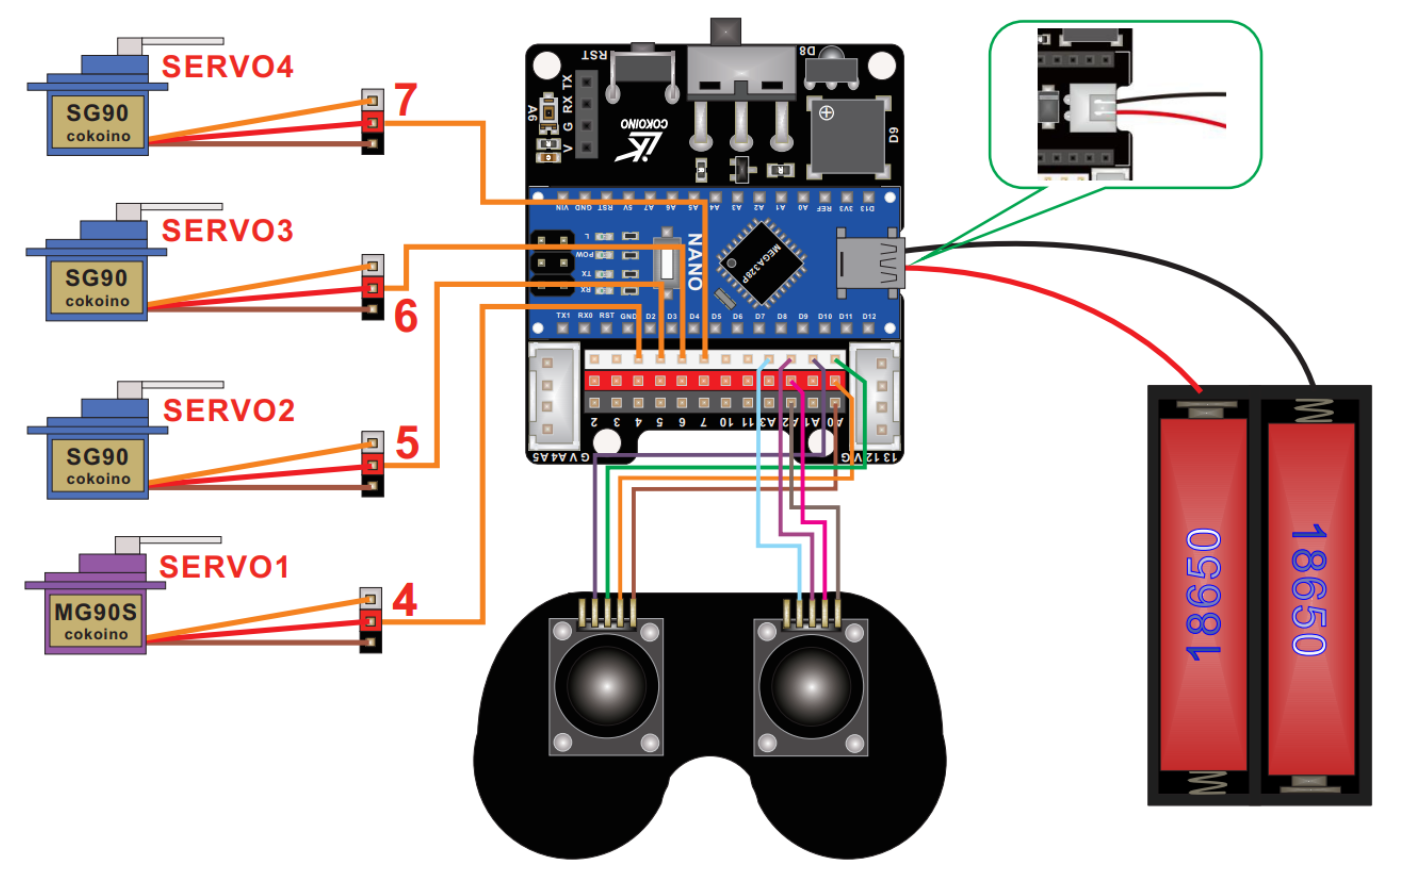 SERVO4
SG90
cokoino
7
SERVO3
SG90
cokoino
6
SERVO2
SG90
cokoino
5
SERVO1
MG90S
cokoino
4
RST
D8
V G RX TX
A6
COKOINO
D9
R
VIN GND RST 5V A7 A6 A5 A4 A3 A2 A1 A0 REF 3V3 D13
L
POW
TX
RX
NANO
MEGA328P
TX1 RX0 RST GND D2 D3 D4 D5 D6 D7 D8 D9 D10 D11 D12
2 3 4 5 6 7 10 11 A3 A2 A1 A0
G V A4 A5
13 12 V G
18650
18650